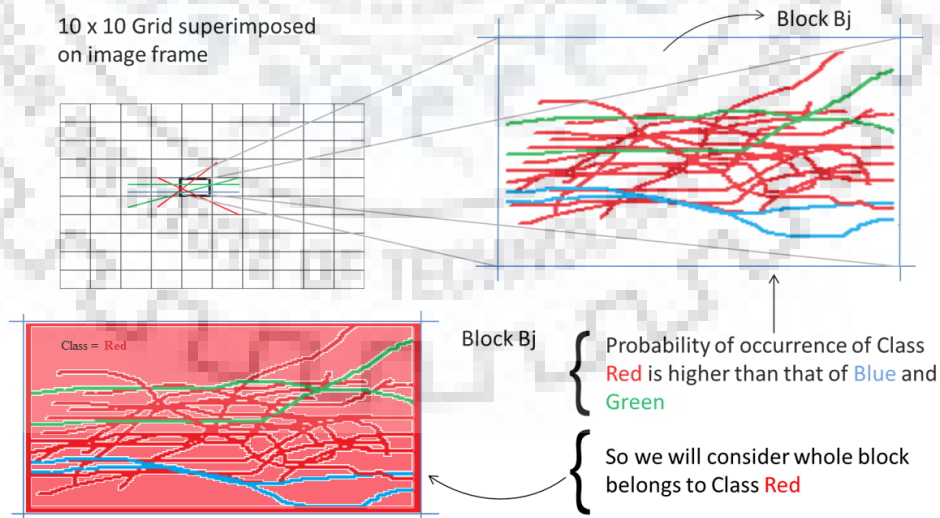 10 x 10 Grid superimposed
on image frame
Block Bj
Class = Red
Block Bj
Probability of occurrence of Class
Red is higher than that of Blue and
Green
So we will consider whole block
belongs to Class Red